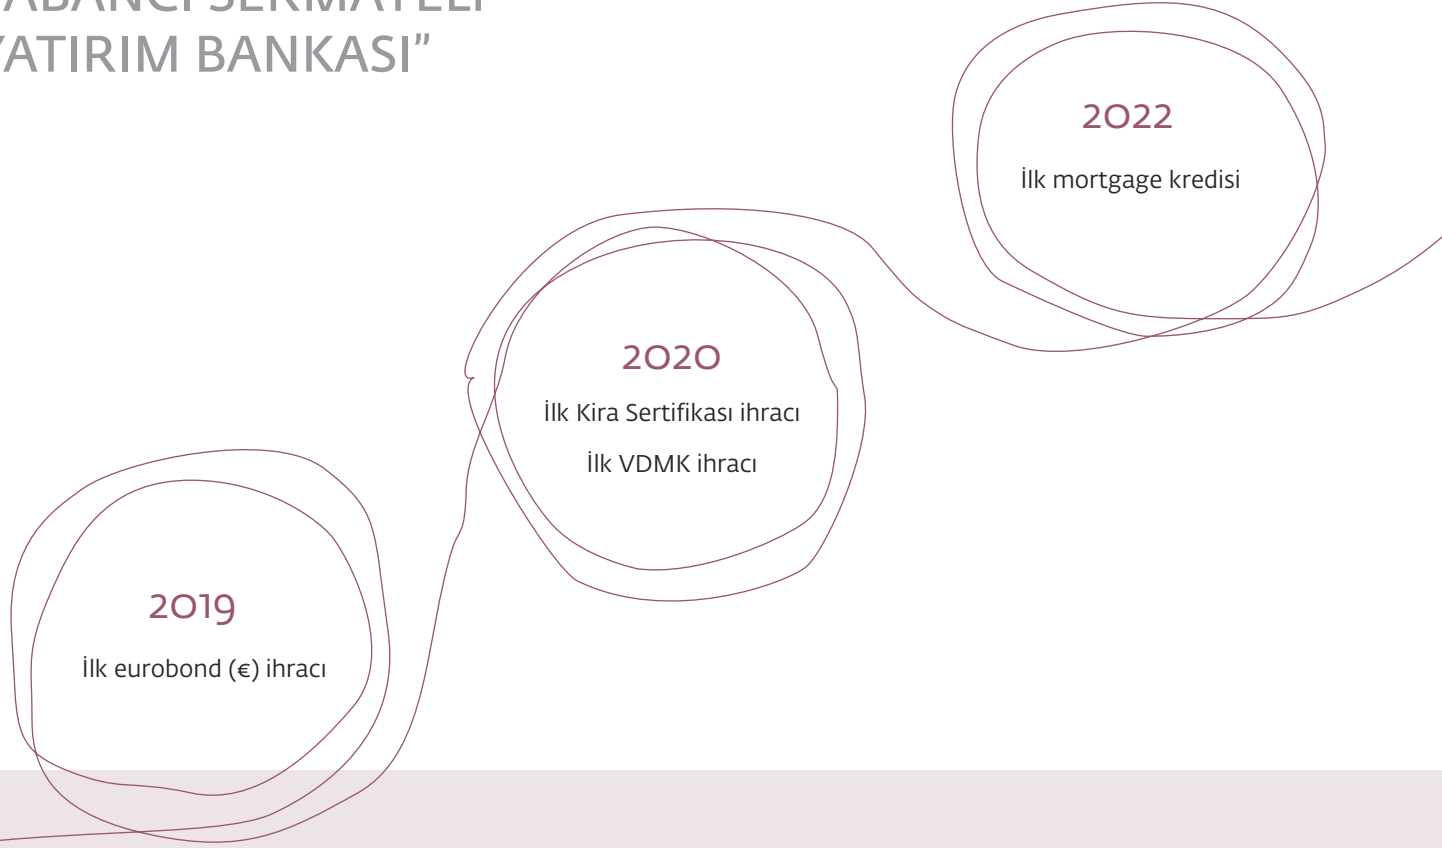 YATIRIM BANKASI”
2022
İlk mortgage kredisi
2020
İlk Kira Sertifikası ihracı
İlk VDMK ihracı
2019
İlk eurobond (€) ihracı